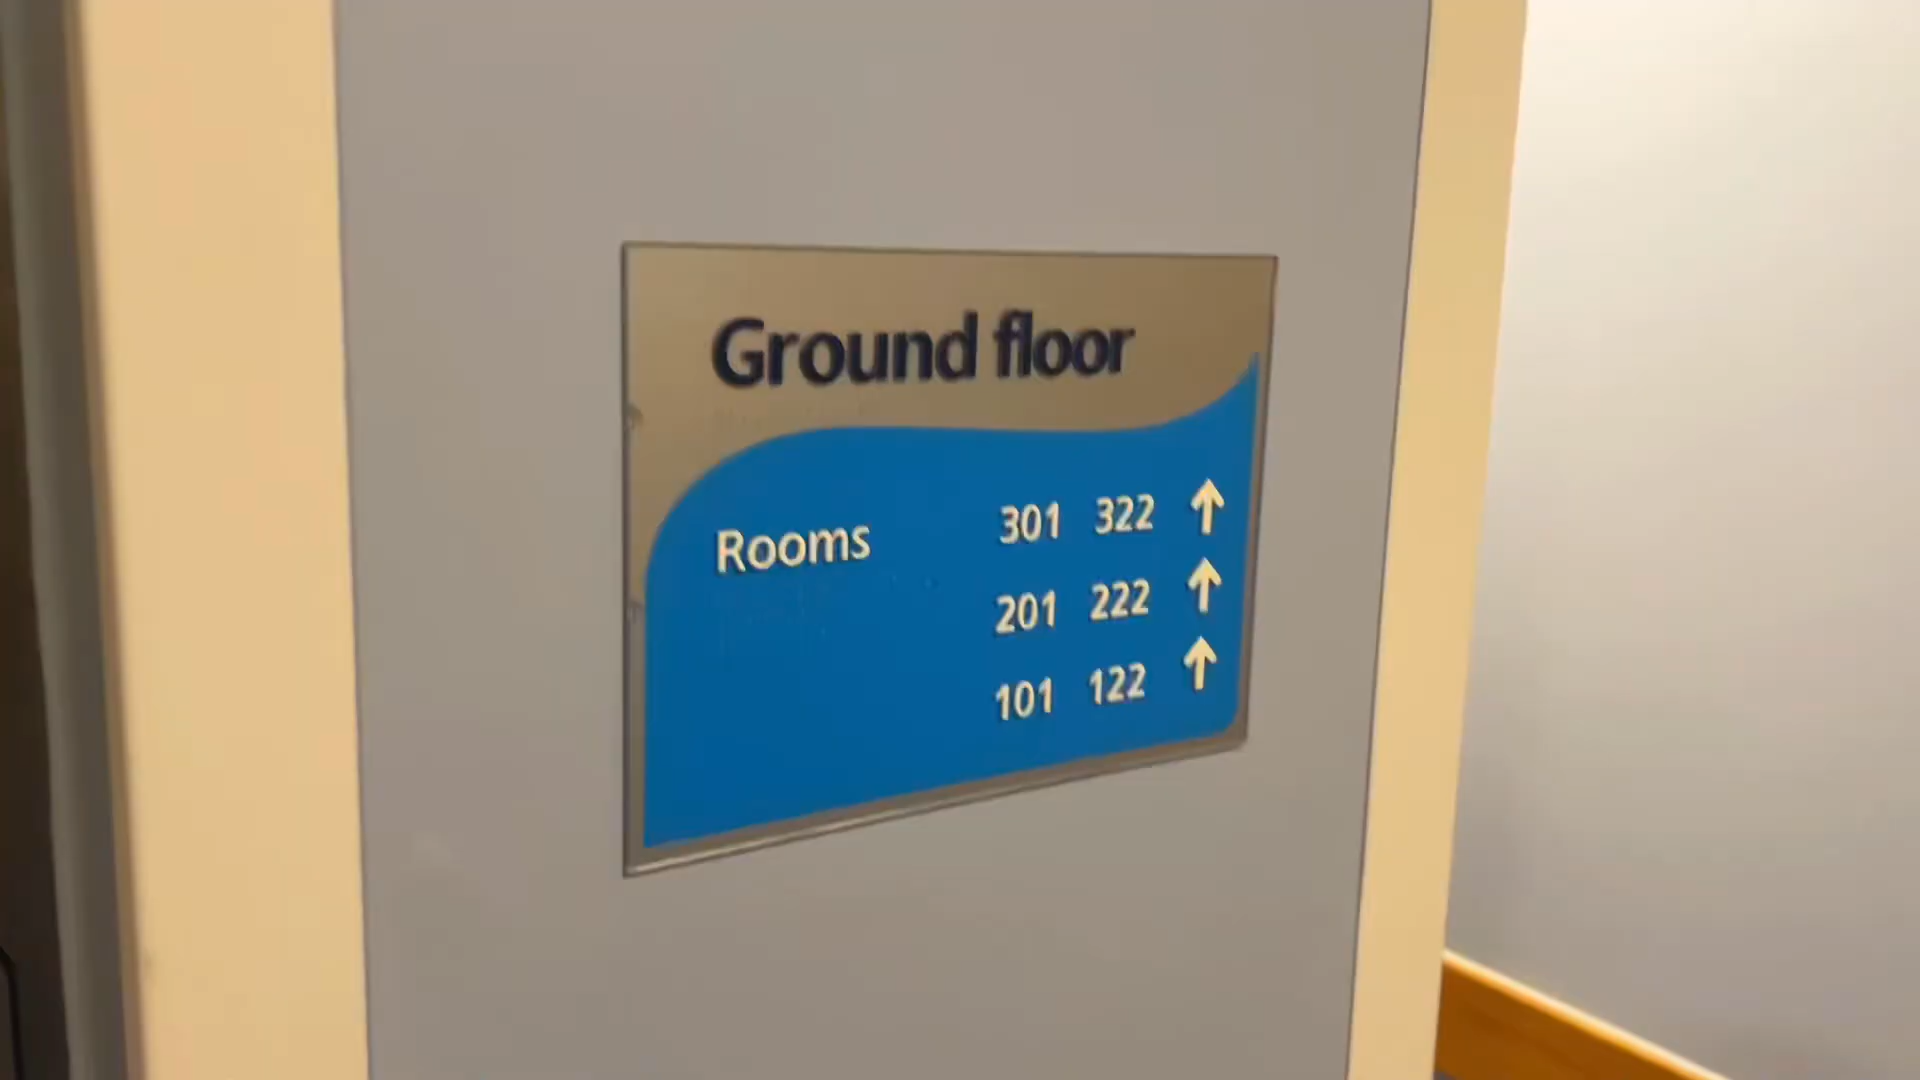 Ground floor
Rooms 301 322 ↑
201 222 ↑
101 122 ↑